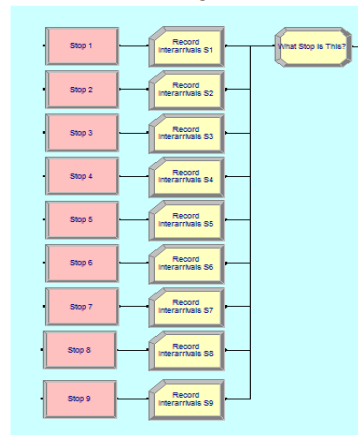 Stop 1
Record
interarrivals S1
What Stop Is This?
Stop 2
Record
interarrivals S2
Stop 3
Record
interarrivals S3
Stop 4
Record
interarrivals S4
Stop 5
Record
interarrivals S5
Stop 6
Record
interarrivals S6
Stop 7
Record
interarrivals S7
Stop 8
Record
interarrivals S8
Stop 9
Record
interarrivals S9